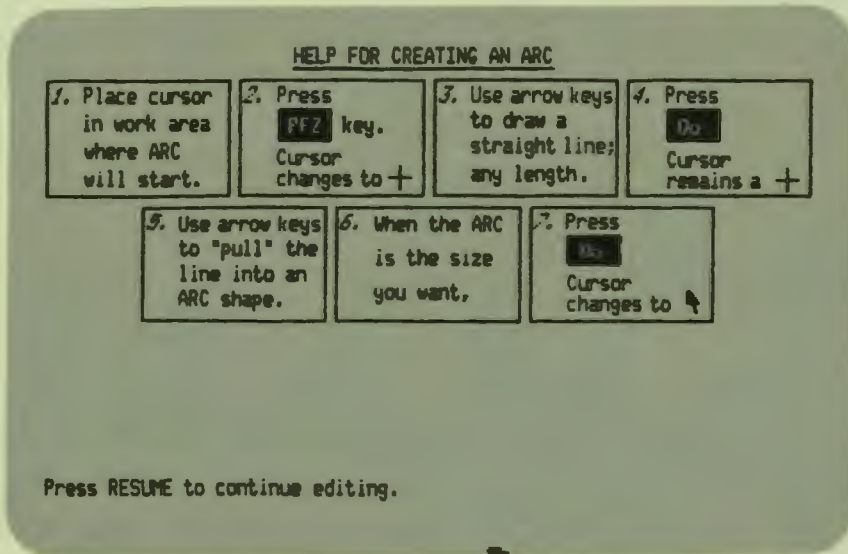 HELP FOR CREATING AN ARC
1. Place cursor
in work area
where ARC
will start.
2. Press
PF2 key.
Cursor
changes to +
3. Use arrow keys
to draw a
straight line;
any length.
4. Press
Do
Cursor
remains a +
5. Use arrow keys
to "pull" the
line into an
ARC shape.
6. When the ARC
is the size
you want,
7. Press
Do
Cursor
changes to
Press RESUME to continue editing.